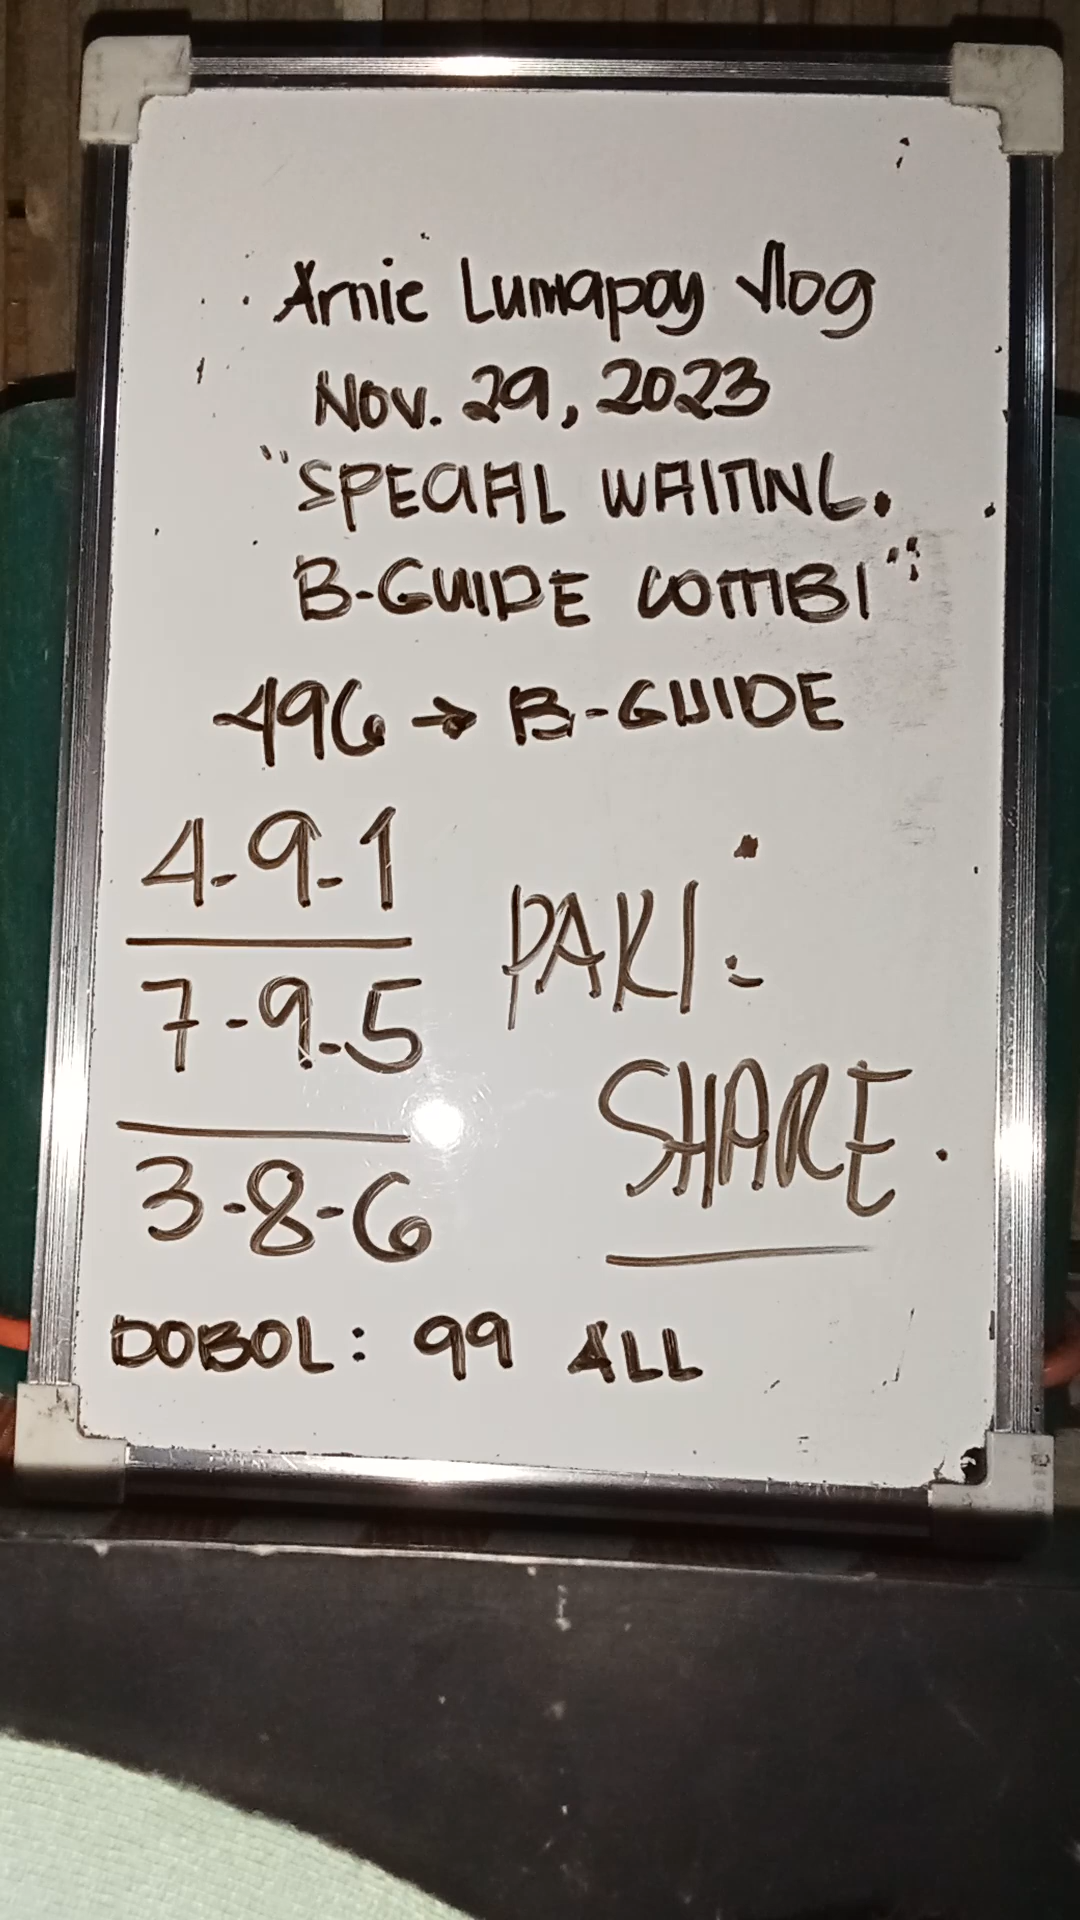 Arnie Lumapay Vlog
Nov. 29, 2023
"SPECIAL WAITING.
B-GUIDE COMBI"
496 → B-GUIDE
4-9-1
7-9-5
3-8-6
PAKI-
SHARE.
DOBOL: 99 ALL